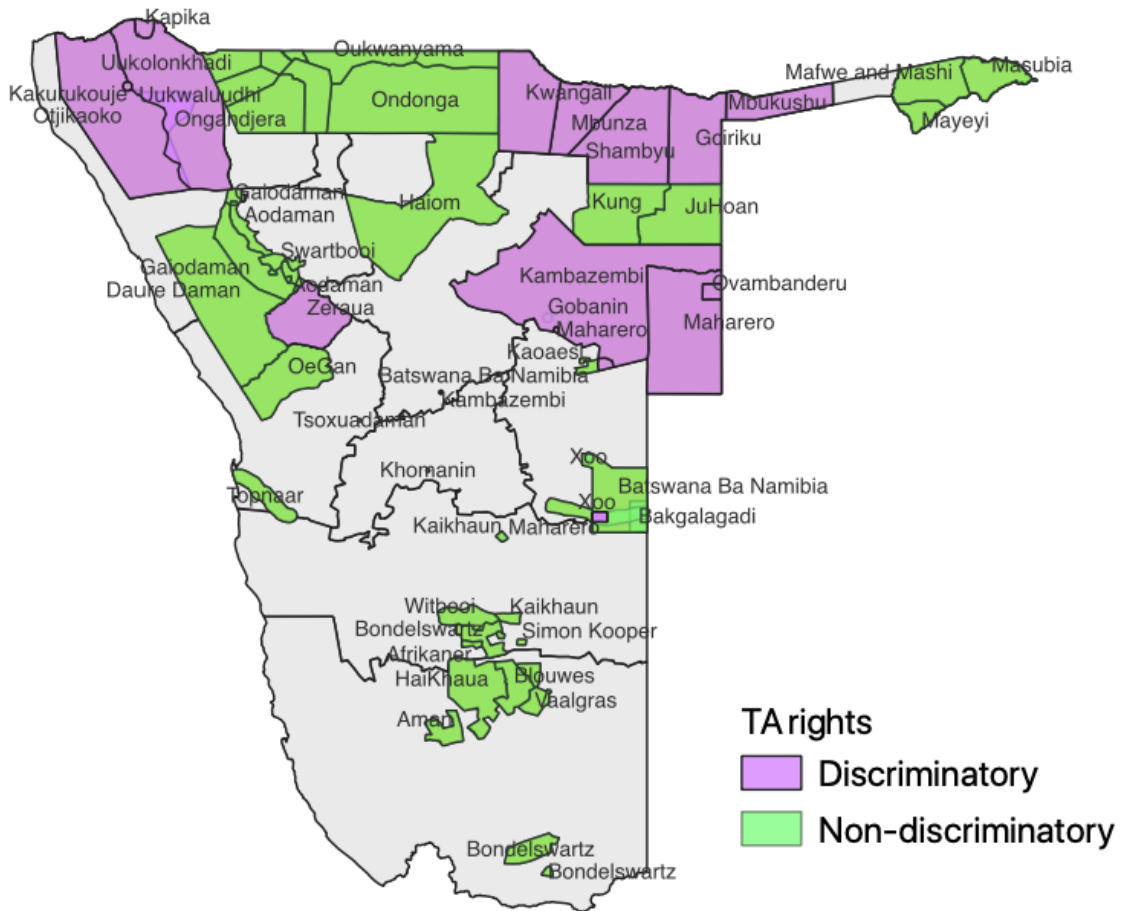 Kapika
Oukwanyama
Uukolonkhadi
Mafwe and Mashi
Masubia
Kakurukouje
Uukwaluudhi
Ondonga
Kwangali
Mbukushu
Otjikaoko
Ongandjera
Mbunza
Mayeyi
Gciriku
Shambyu
Gaiodaman
Haiom
Kung
JuHoan
Aodaman
Swartbooi
Gaiodaman
Kambazembi
Ovambanderu
Daure Daman
Aodaman
Zeraua
Gobanin
Maharero
Maharero
Kaoaesi
OeGan
Batswana Ba Namibia
Kambazembi
Tsoxuadaman
Xoo
Khomanin
Batswana Ba Namibia
Topnaar
Xoo
Bakgalagadi
Kaikhaun
Maharero
Witbooi
Kaikhaun
Bondelswartz
Simon Kooper
Afrikaner
HaiKhaua
Blouwes
Vaalgras
Aman
TA rights
Discriminatory
Non-discriminatory
Bondelswartz
Bondelswartz